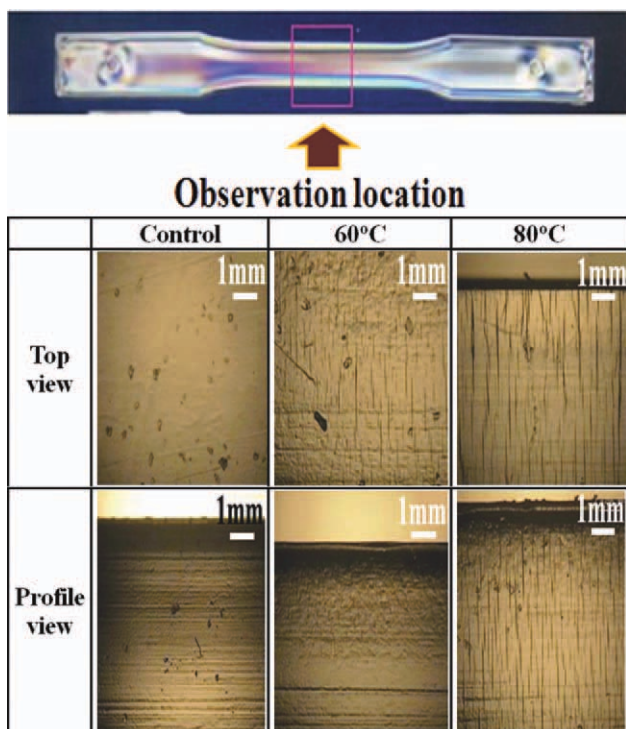 Observation location
Control 60°C 80°C
1mm 1mm 1mm
Top
view
1mm 1mm 1mm
Profile
view